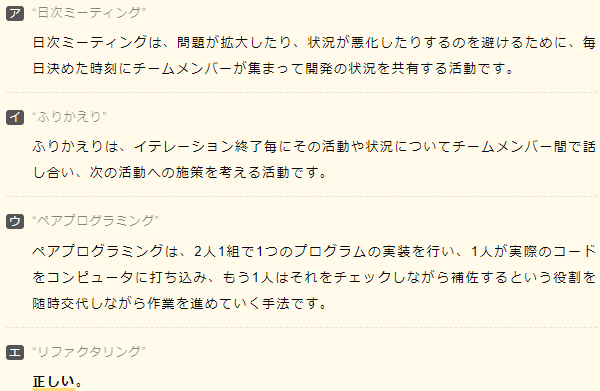 ア “日次ミーティング”
日次ミーティングは、問題が拡大したり、状況が悪化したりするのを避けるために、毎
日決めた時刻にチームメンバーが集まって開発の状況を共有する活動です。
イ “ふりかえり”
ふりかえりは、イテレーション終了毎にその活動や状況についてチームメンバー間で話
し合い、次の活動への施策を考える活動です。
ウ “ペアプログラミング”
ペアプログラミングは、2人1組で1つのプログラムの実装を行い、1人が実際のコード
をコンピュータに打ち込み、もう1人はそれをチェックしながら補佐するという役割を
随時交代しながら作業を進めていく手法です。
エ “リファクタリング”
正しい。